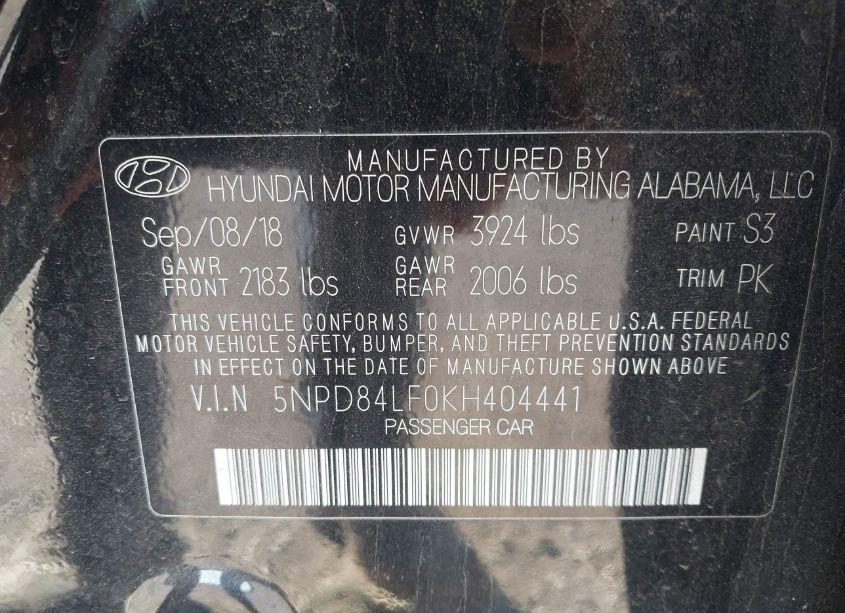 MANUFACTURED BY
HYUNDAI MOTOR MANUFACTURING ALABAMA, LLC
Sep/08/18 GVWR 3924 lbs PAINT S3
GAWR FRONT 2183 lbs GAWR REAR 2006 lbs TRIM PK
THIS VEHICLE CONFORMS TO ALL APPLICABLE U.S.A. FEDERAL
MOTOR VEHICLE SAFETY, BUMPER, AND THEFT PREVENTION STANDARDS
IN EFFECT ON THE DATE OF MANUFACTURE SHOWN ABOVE
V.I.N 5NPD84LF0KH404441
PASSENGER CAR